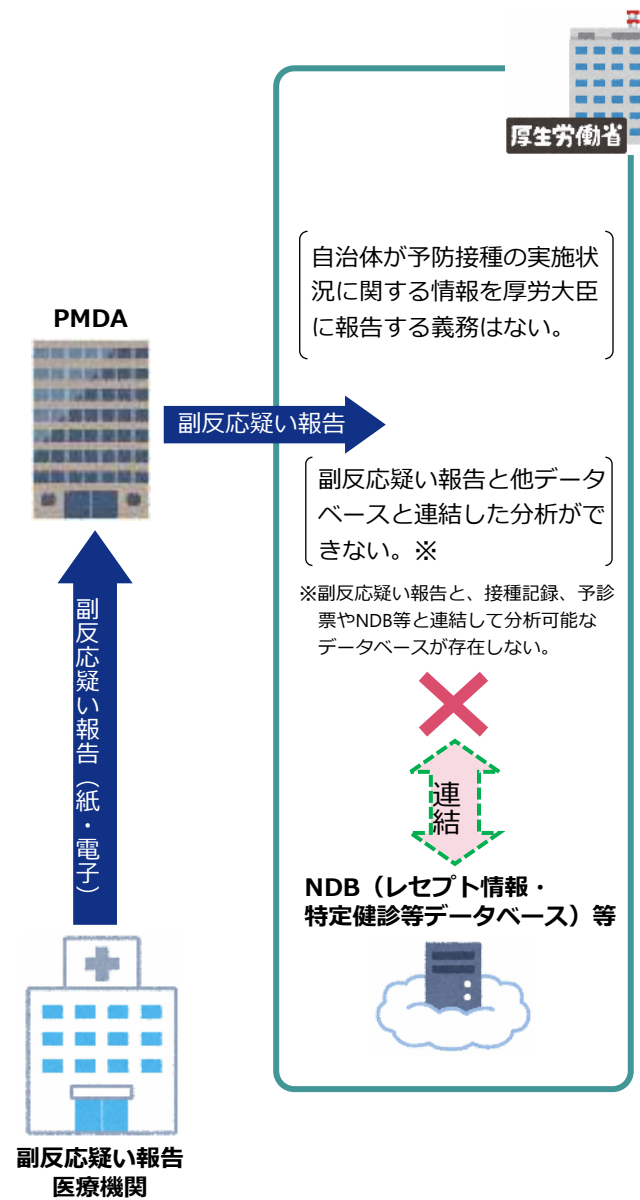 厚生労働省
自治体が予防接種の実施状
況に関する情報を厚労大臣
に報告する義務はない。
PMDA
副反応疑い報告
副反応疑い報告と他データ
ベースと連結した分析がで
きない。※
※副反応疑い報告と、接種記録、予診
票やNDB等と連結して分析可能な
データベースが存在しない。
副反応疑い報告（紙・電子）
連結
NDB（レセプト情報・
特定健診等データベース）等
副反応疑い報告
医療機関